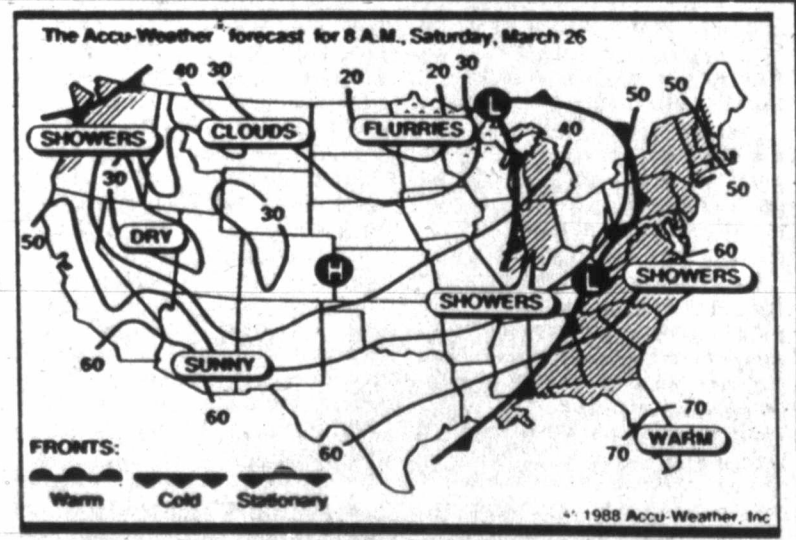 The Accu-Weather® forecast for 8 A.M., Saturday, March 26
40 30 20 20 30 50 50
SHOWERS
CLOUDS
FLURRIES
L
40
30
30
50
50
DRY
H
60
SHOWERS
L
SHOWERS
60
SUNNY
60
60
70
70
WARM
FRONTS:
Warm Cold Stationary
© 1988 Accu-Weather, Inc